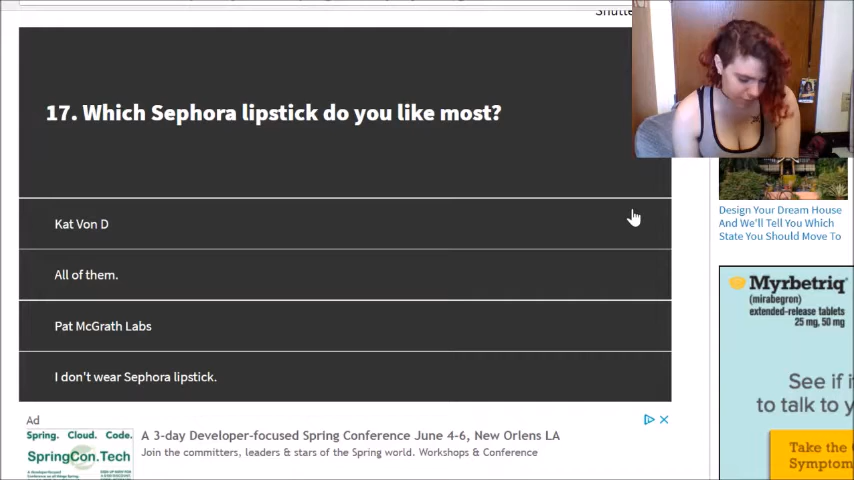 17. Which Sephora lipstick do you like most?
Kat Von D
All of them.
Pat McGrath Labs
I don't wear Sephora lipstick.
Design Your Dream House
And We'll Tell You Which
State You Should Move To
Myrbetriq
(mirabegron)
extended-release tablets
25 mg, 50 mg
See if i
to talk to y
Take the
Symptom
Ad
Spring. Cloud. Code.
SpringCon.Tech
A 3-day Developer-focused Spring Conference June 4-6, New Orlens LA
Join the committers, leaders & stars of the Spring world. Workshops & Conference